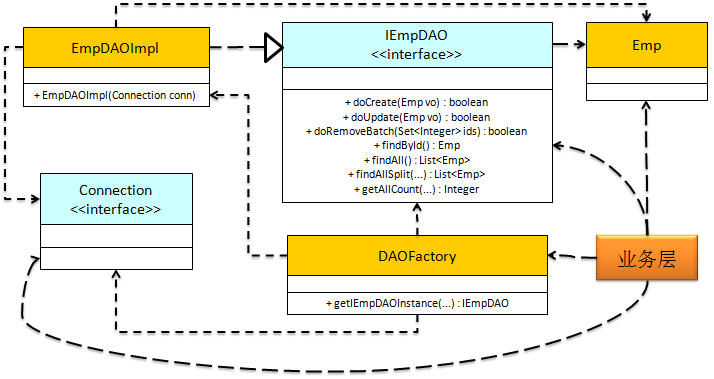 EmpDAOImpl
+ EmpDAOImpl(Connection conn)
IEmpDAO
<<interface>>
+ doCreate(Emp vo) : boolean
+ doUpdate(Emp vo) : boolean
+ doRemoveBatch(Set<Integer> ids) : boolean
+ findById() : Emp
+ findAll() : List<Emp>
+ findAllSplit(...) : List<Emp>
+ getAllCount(...) : Integer
Emp
Connection
<<interface>>
DAOFactory
+ getIEmpDAOInstance(...) : IEmpDAO
业务层